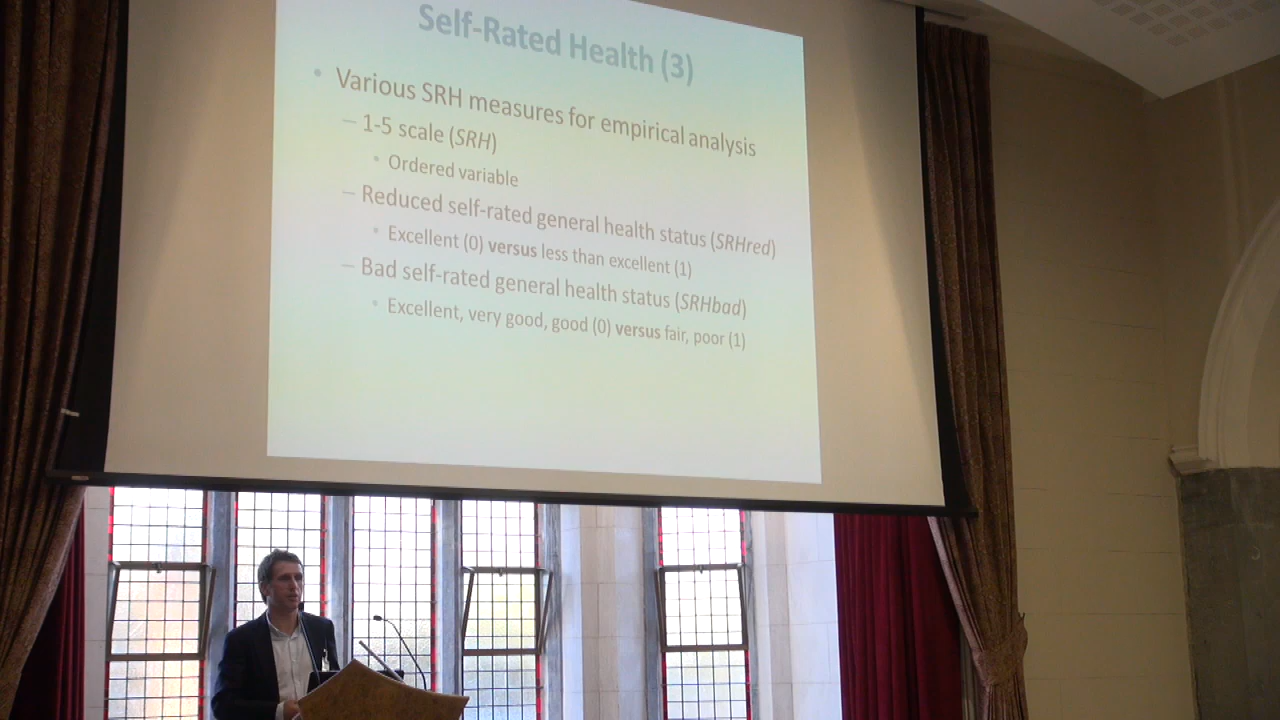 Self-Rated Health (3)
• Various SRH measures for empirical analysis
– 1-5 scale (SRH)
• Ordered variable
– Reduced self-rated general health status (SRHred)
• Excellent (0) versus less than excellent (1)
– Bad self-rated general health status (SRHbad)
• Excellent, very good, good (0) versus fair, poor (1)